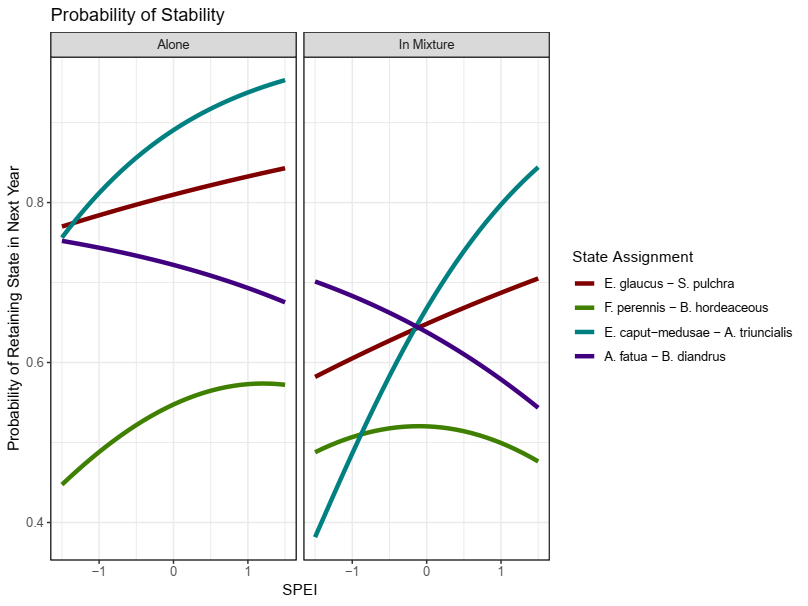 Probability of Stability
Alone
In Mixture
Probability of Retaining State in Next Year
0.8
0.6
0.4
−1
0
1
−1
0
1
SPEI
State Assignment
E. glaucus − S. pulchra
F. perennis − B. hordeaceous
E. caput−medusae − A. triuncialis
A. fatua − B. diandrus